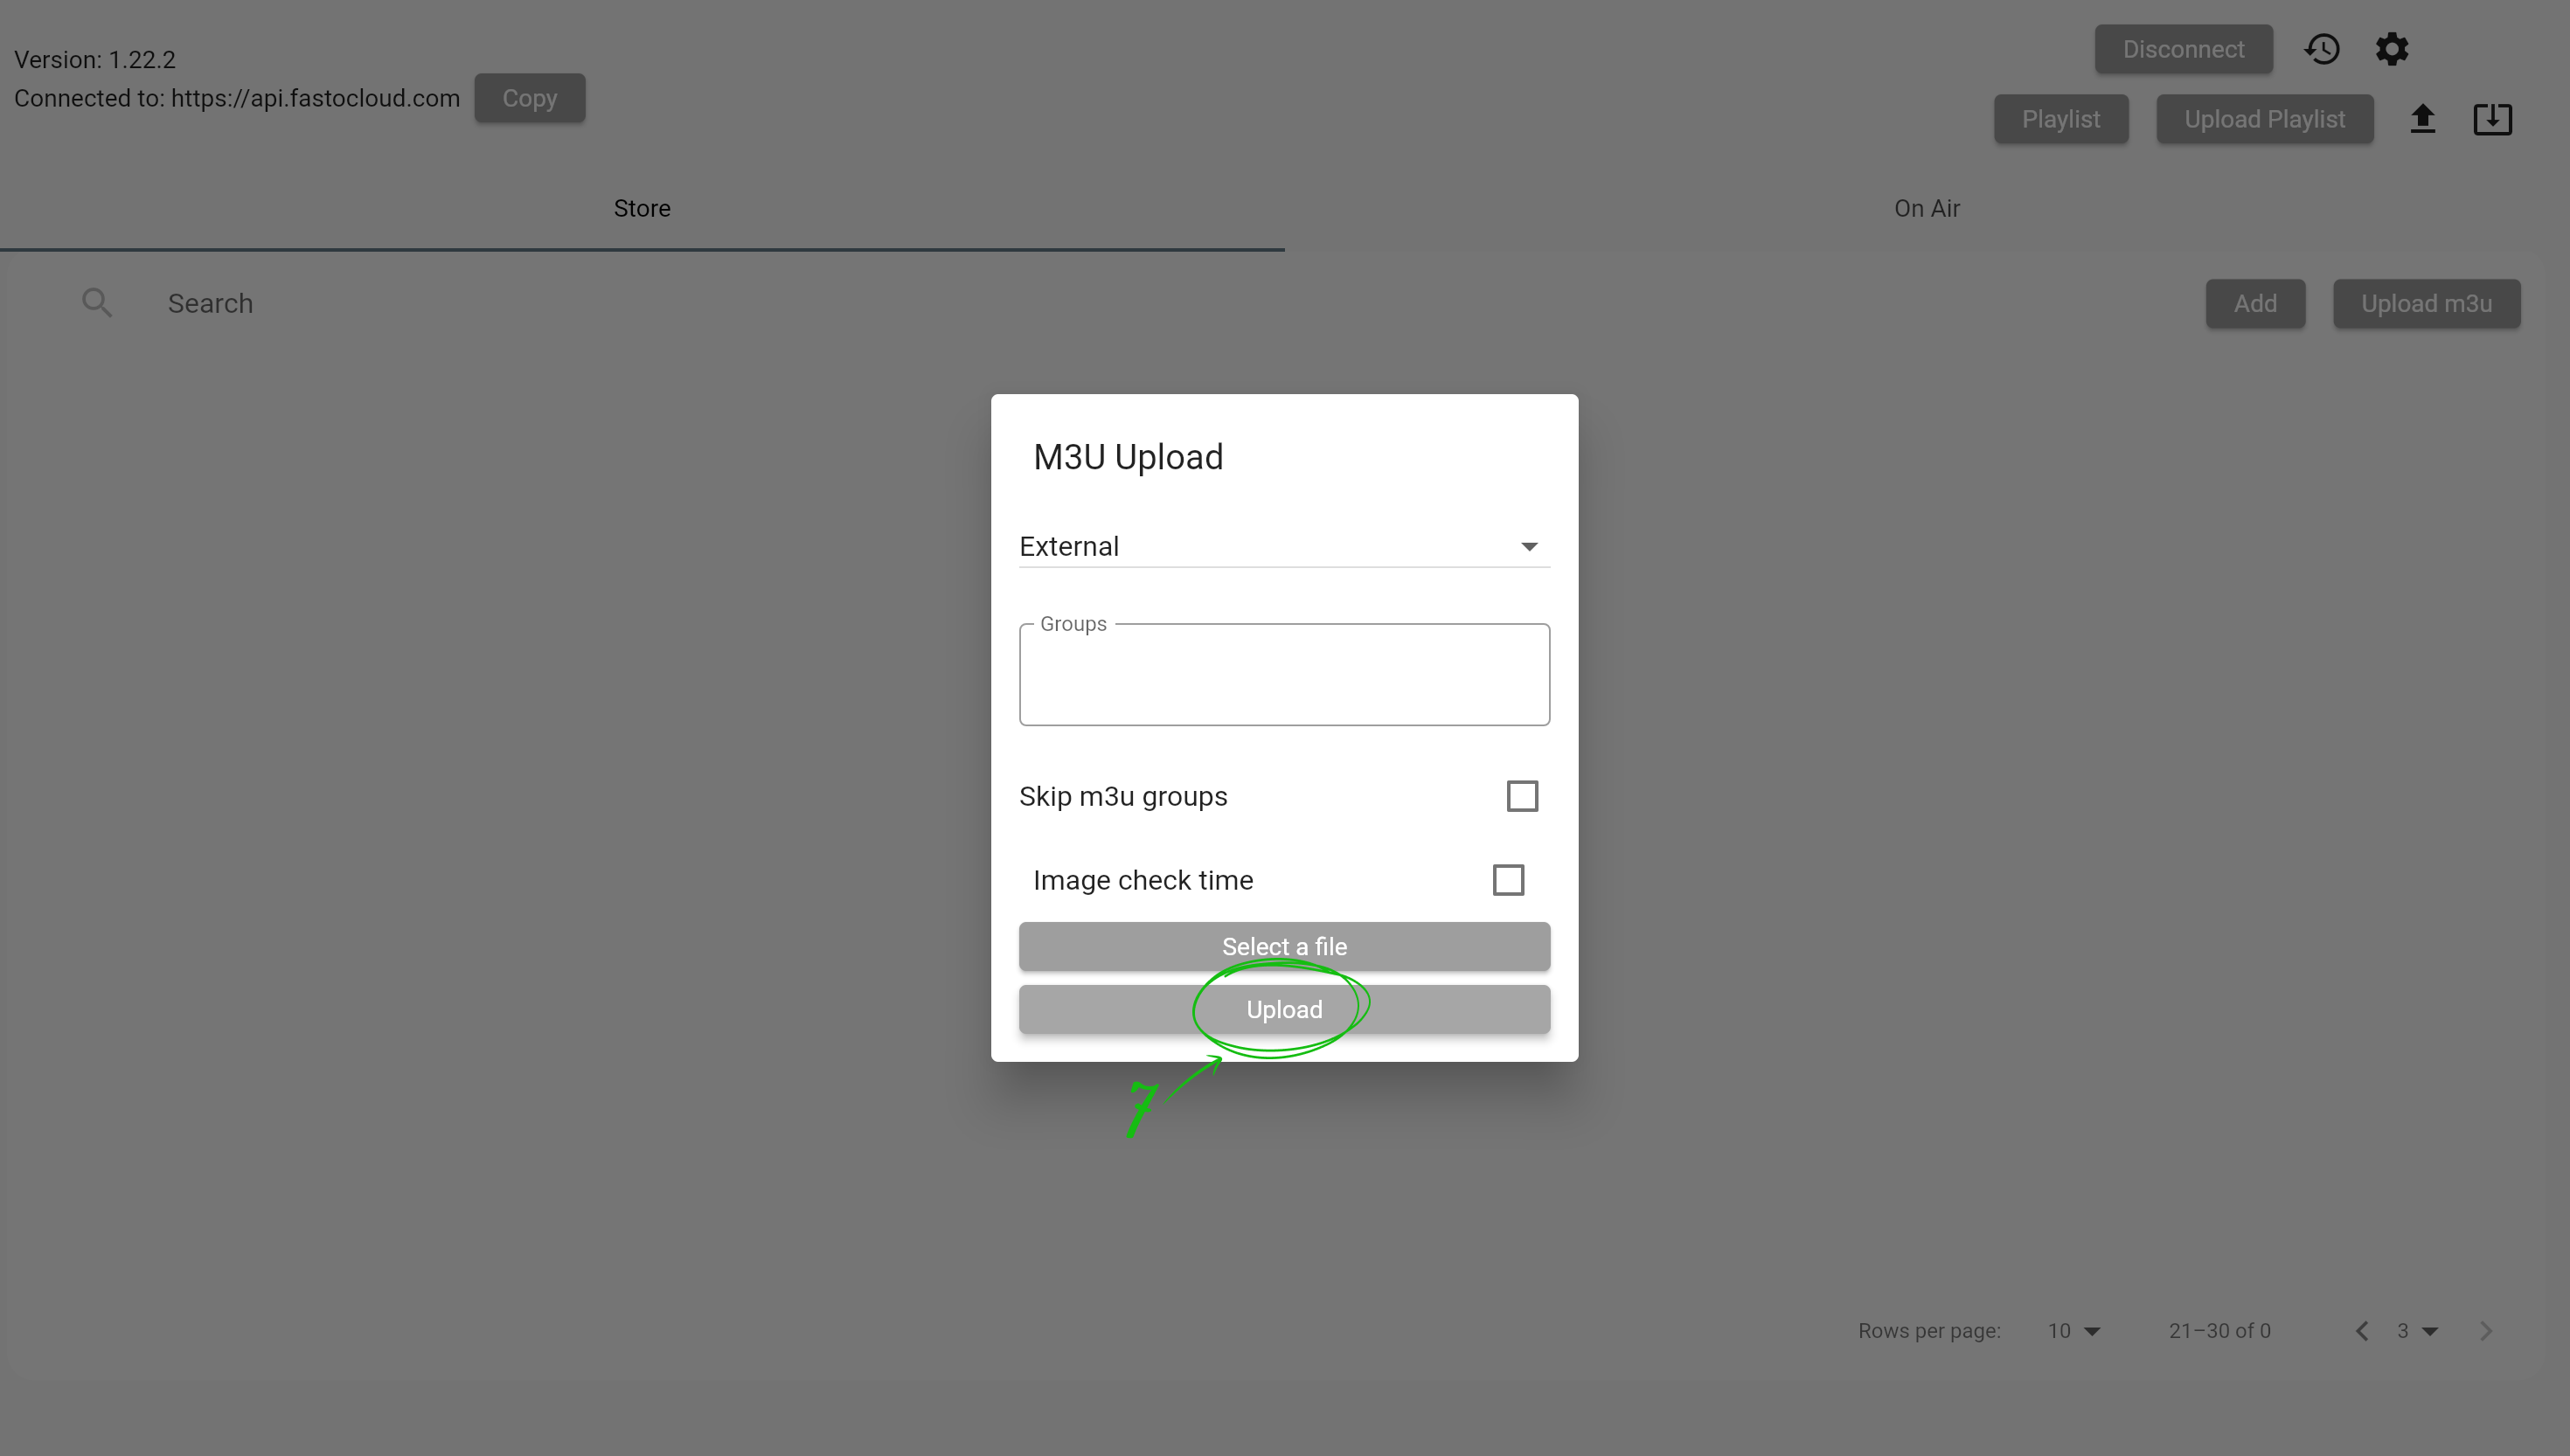 Version: 1.22.2
Connected to: https://api.fastocloud.com
Copy
Disconnect
Playlist
Upload Playlist
Store
On Air
Search
Add
Upload m3u
M3U Upload
External
Groups
Skip m3u groups
Image check time
Select a file
Upload
7
Rows per page: 10 21–30 of 0 3